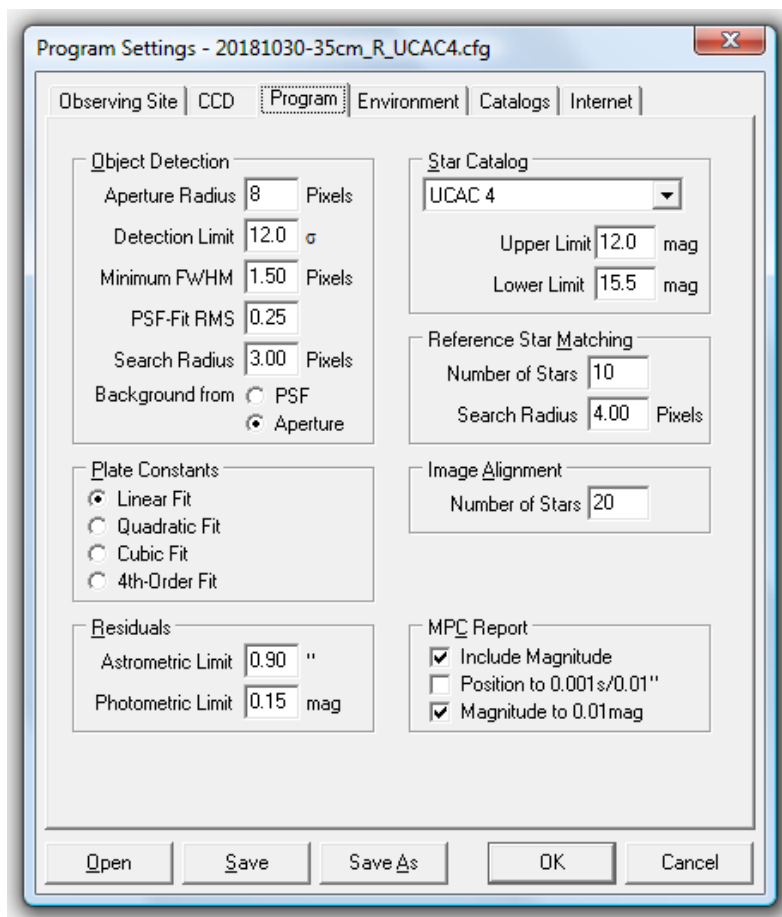 Program Settings - 20181030-35cm_R_UCAC4.cfg
Observing Site CCD Program Environment Catalogs Internet
Object Detection
Aperture Radius 8 Pixels
Detection Limit 12.0 σ
Minimum FWHM 1.50 Pixels
PSF-Fit RMS 0.25
Search Radius 3.00 Pixels
Background from PSF
Aperture
Star Catalog
UCAC 4
Upper Limit 12.0 mag
Lower Limit 15.5 mag
Reference Star Matching
Number of Stars 10
Search Radius 4.00 Pixels
Plate Constants
Linear Fit
Quadratic Fit
Cubic Fit
4th-Order Fit
Image Alignment
Number of Stars 20
Residuals
Astrometric Limit 0.90 "
Photometric Limit 0.15 mag
MPC Report
Include Magnitude
Position to 0.001s/0.01"
Magnitude to 0.01mag
Open Save Save As OK Cancel